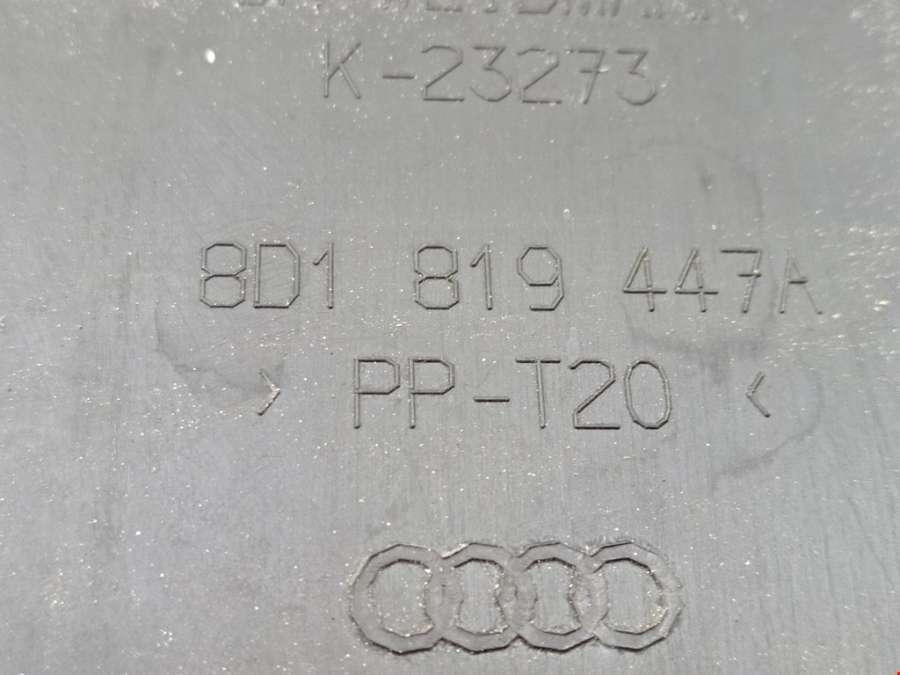 K-23273
8D1 819 447A
> PP-T20 <